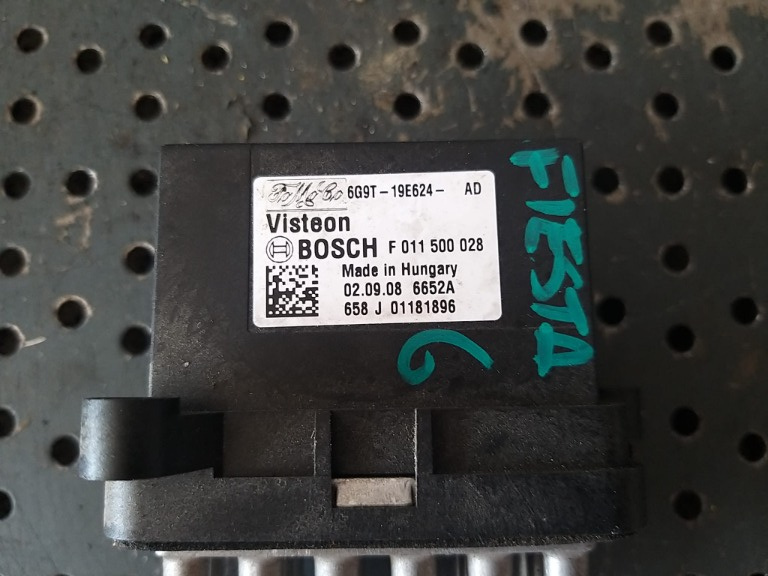 FoMoCo 6G9T-19E624- AD
Visteon
BOSCH F 011 500 028
Made in Hungary
02.09.08 6652A
658 J 01181896
FIESTA
6